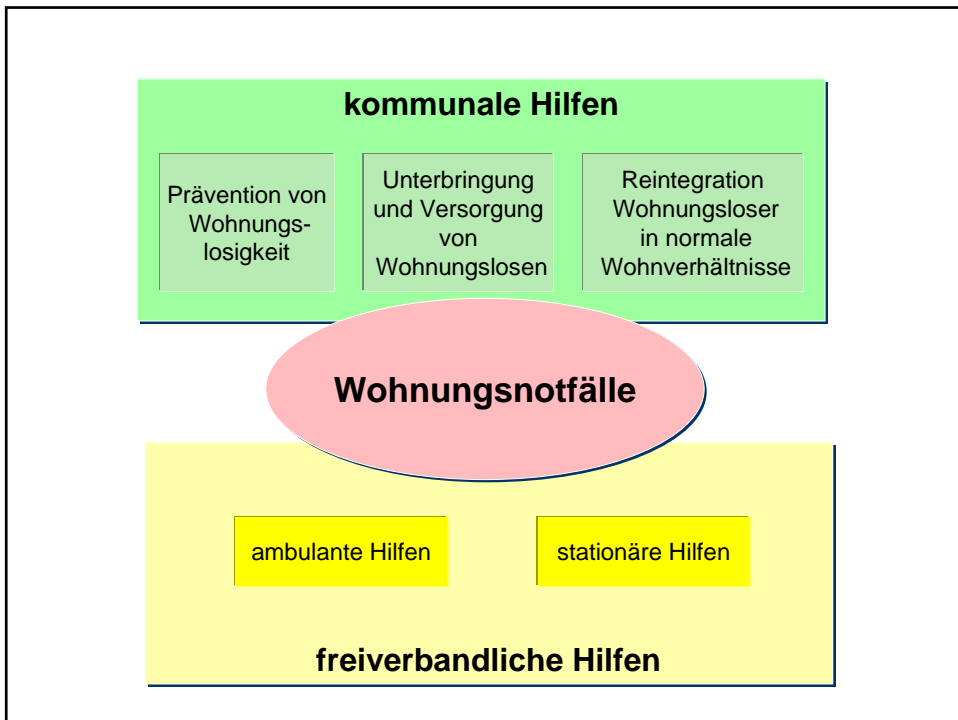 kommunale Hilfen
Prävention von
Wohnungs-
losigkeit
Unterbringung
und Versorgung
von
Wohnungslosen
Reintegration
Wohnungsloser
in normale
Wohnverhältnisse
Wohnungsnotfälle
ambulante Hilfen
stationäre Hilfen
freiverbandliche Hilfen